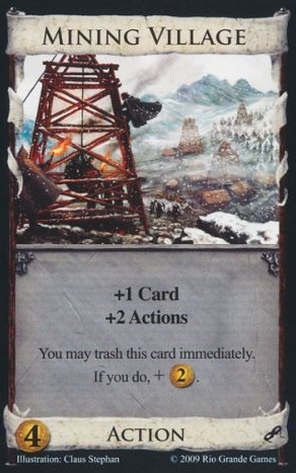 MINING VILLAGE
+1 Card
+2 Actions
You may trash this card immediately.
If you do, + 2 .
4 ACTION
Illustration: Claus Stephan © 2009 Rio Grande Games